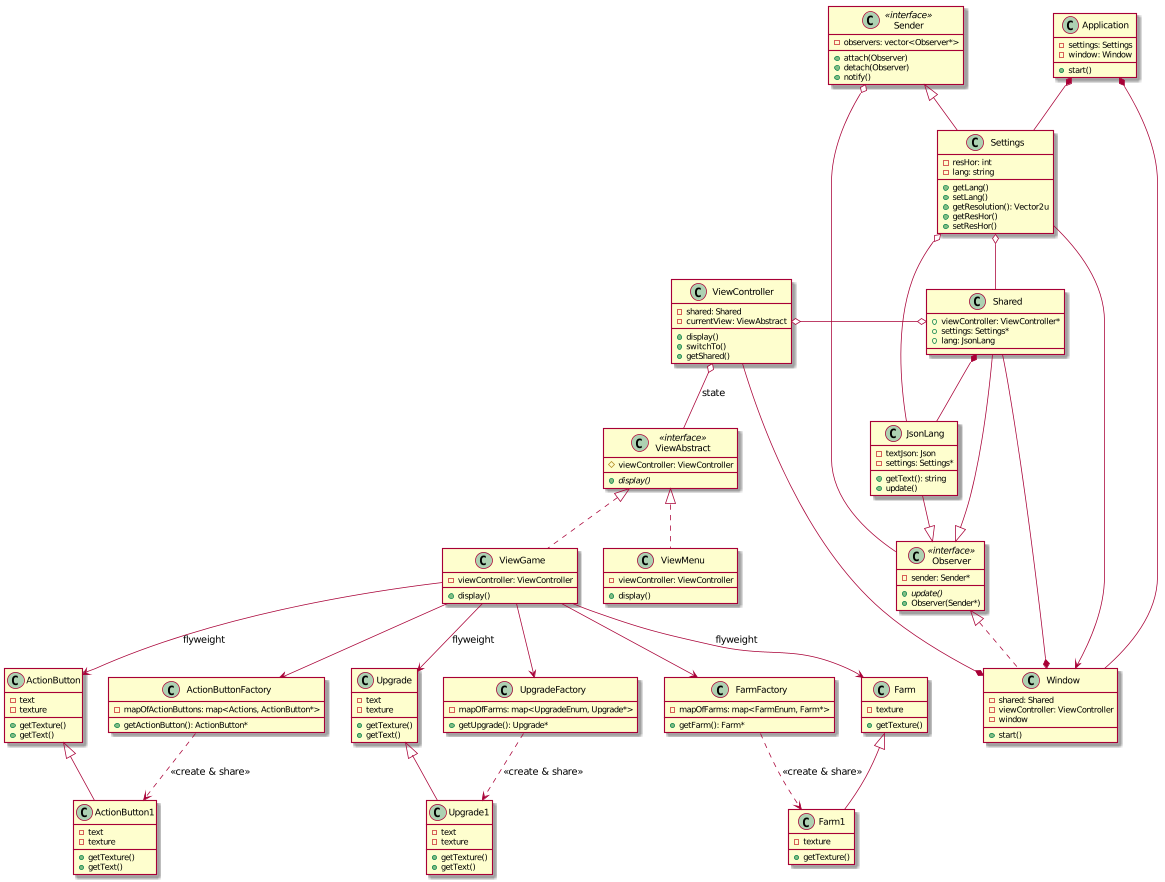 C «interface»
Sender
observers: vector<Observer*>
attach(Observer)
detach(Observer)
notify()
C Application
settings: Settings
window: Window
start()
C Settings
resHor: int
lang: string
getLang()
setLang()
getResolution(): Vector2u
getResHor()
setResHor()
C ViewController
shared: Shared
currentView: ViewAbstract
display()
switchTo()
getShared()
C Shared
viewController: ViewController*
settings: Settings*
lang: JsonLang
state
C «interface»
ViewAbstract
viewController: ViewController
display()
C JsonLang
textJson: Json
settings: Settings*
getText(): string
update()
C ViewGame
viewController: ViewController
display()
C ViewMenu
viewController: ViewController
display()
C «interface»
Observer
sender: Sender*
update()
Observer(Sender*)
flyweight
flyweight
flyweight
C ActionButton
text
texture
getTexture()
getText()
C ActionButtonFactory
mapOfActionButtons: map<Actions, ActionButton*>
getActionButton(): ActionButton*
C Upgrade
text
texture
getTexture()
getText()
C UpgradeFactory
mapOfFarms: map<UpgradeEnum, Upgrade*>
getUpgrade(): Upgrade*
C FarmFactory
mapOfFarms: map<FarmEnum, Farm*>
getFarm(): Farm*
C Farm
texture
getTexture()
C Window
shared: Shared
viewController: ViewController
window
start()
«create & share»
«create & share»
«create & share»
C ActionButton1
text
texture
getTexture()
getText()
C Upgrade1
text
texture
getTexture()
getText()
C Farm1
texture
getTexture()